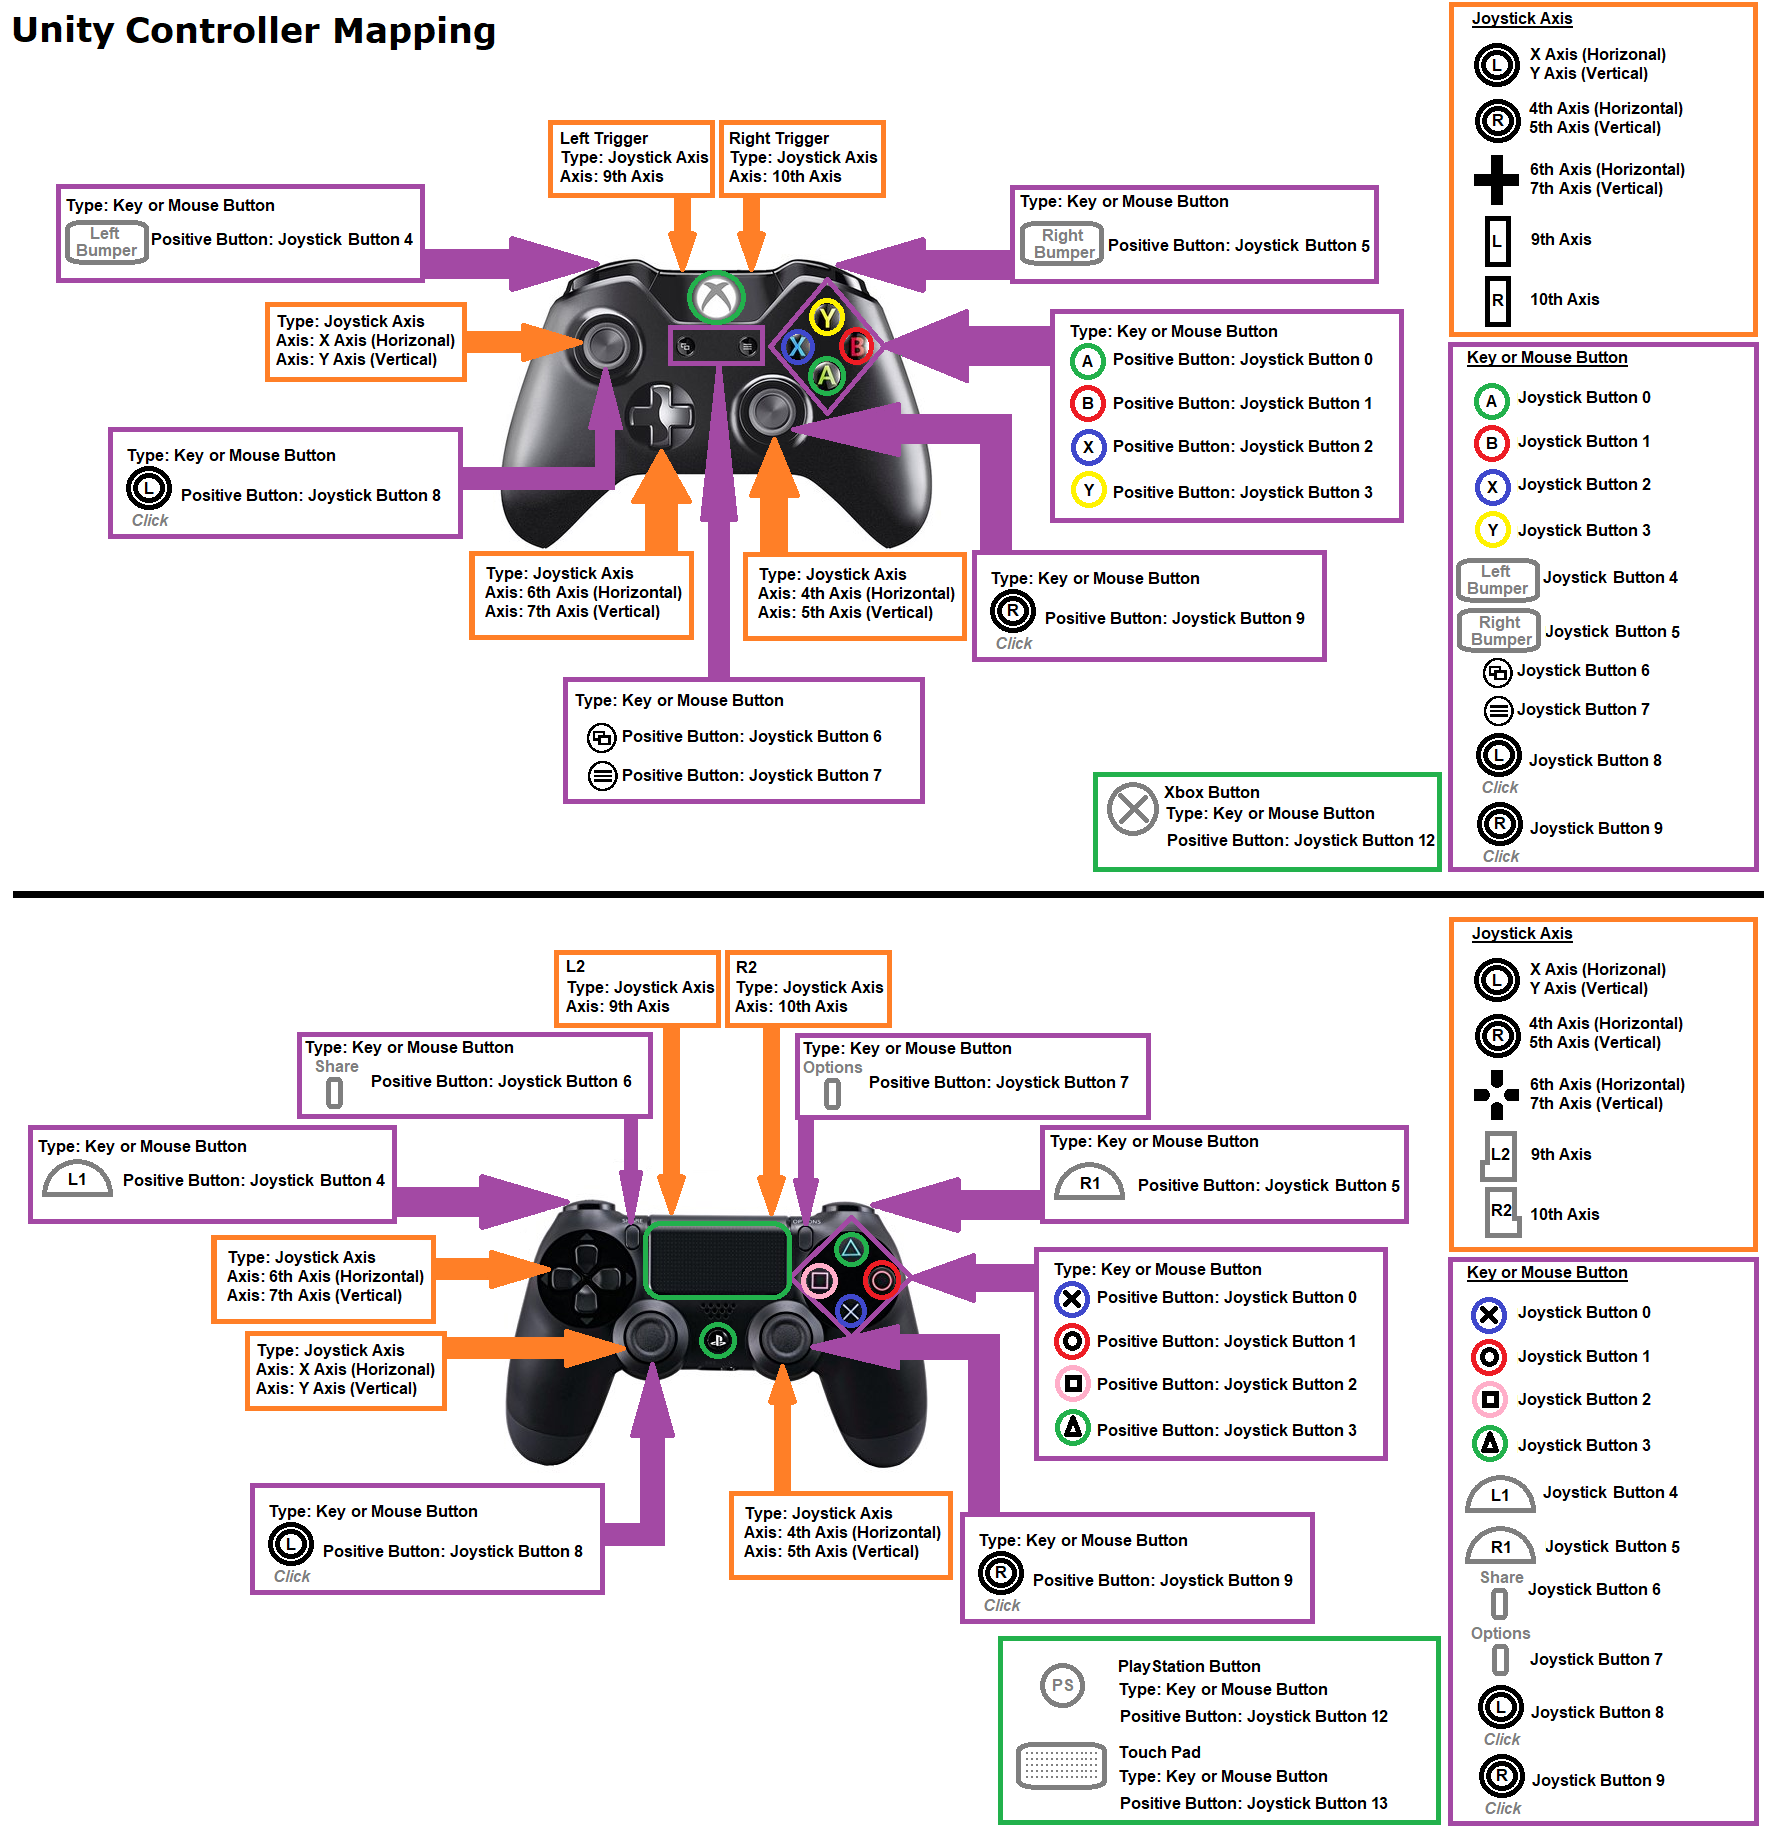 Unity Controller Mapping
Left Trigger
Type: Joystick Axis
Axis: 9th Axis
Right Trigger
Type: Joystick Axis
Axis: 10th Axis
Type: Key or Mouse Button
Left
Bumper
Positive Button: Joystick Button 4
Type: Key or Mouse Button
Right
Bumper
Positive Button: Joystick Button 5
Type: Joystick Axis
Axis: X Axis (Horizonal)
Axis: Y Axis (Vertical)
Y
X
B
A
Type: Key or Mouse Button
A
Positive Button: Joystick Button 0
B
Positive Button: Joystick Button 1
X
Positive Button: Joystick Button 2
Y
Positive Button: Joystick Button 3
Type: Key or Mouse Button
L
Positive Button: Joystick Button 8
Click
Type: Joystick Axis
Axis: 6th Axis (Horizontal)
Axis: 7th Axis (Vertical)
Type: Joystick Axis
Axis: 4th Axis (Horizontal)
Axis: 5th Axis (Vertical)
Type: Key or Mouse Button
R
Positive Button: Joystick Button 9
Click
Type: Key or Mouse Button
Positive Button: Joystick Button 6
Positive Button: Joystick Button 7
Xbox Button
Type: Key or Mouse Button
Positive Button: Joystick Button 12
Joystick Axis
L
X Axis (Horizonal)
Y Axis (Vertical)
R
4th Axis (Horizontal)
5th Axis (Vertical)
6th Axis (Horizontal)
7th Axis (Vertical)
L
9th Axis
R
10th Axis
Key or Mouse Button
A
Joystick Button 0
B
Joystick Button 1
X
Joystick Button 2
Y
Joystick Button 3
Left
Bumper
Joystick Button 4
Right
Bumper
Joystick Button 5
Joystick Button 6
Joystick Button 7
L
Joystick Button 8
Click
R
Joystick Button 9
Click
L2
Type: Joystick Axis
Axis: 9th Axis
R2
Type: Joystick Axis
Axis: 10th Axis
Type: Key or Mouse Button
Share
Positive Button: Joystick Button 6
Type: Key or Mouse Button
Options
Positive Button: Joystick Button 7
Type: Key or Mouse Button
L1
Positive Button: Joystick Button 4
Type: Key or Mouse Button
R1
Positive Button: Joystick Button 5
Type: Joystick Axis
Axis: 6th Axis (Horizontal)
Axis: 7th Axis (Vertical)
Type: Joystick Axis
Axis: X Axis (Horizonal)
Axis: Y Axis (Vertical)
Type: Key or Mouse Button
Positive Button: Joystick Button 0
Positive Button: Joystick Button 1
Positive Button: Joystick Button 2
Positive Button: Joystick Button 3
Type: Key or Mouse Button
L
Positive Button: Joystick Button 8
Click
Type: Joystick Axis
Axis: 4th Axis (Horizontal)
Axis: 5th Axis (Vertical)
Type: Key or Mouse Button
R
Positive Button: Joystick Button 9
Click
PS
PlayStation Button
Type: Key or Mouse Button
Positive Button: Joystick Button 12
Touch Pad
Type: Key or Mouse Button
Positive Button: Joystick Button 13
Joystick Axis
L
X Axis (Horizonal)
Y Axis (Vertical)
R
4th Axis (Horizontal)
5th Axis (Vertical)
6th Axis (Horizontal)
7th Axis (Vertical)
L2
9th Axis
R2
10th Axis
Key or Mouse Button
Joystick Button 0
Joystick Button 1
Joystick Button 2
Joystick Button 3
L1
Joystick Button 4
R1
Joystick Button 5
Share
Joystick Button 6
Options
Joystick Button 7
L
Joystick Button 8
Click
R
Joystick Button 9
Click